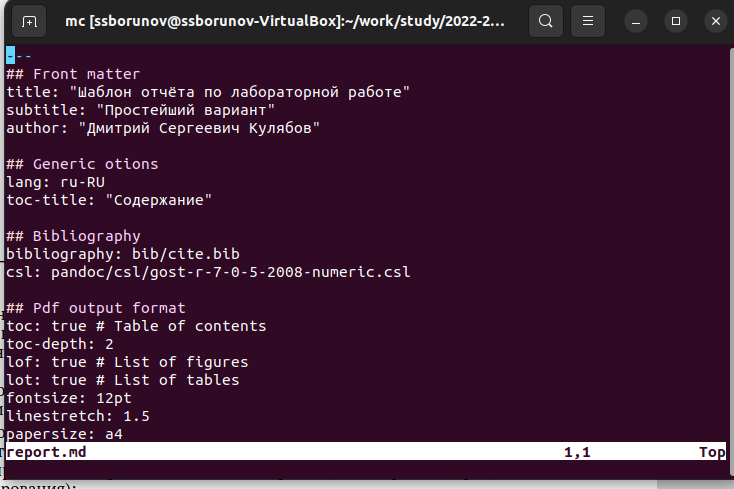 mc [ssborunov@ssborunov-VirtualBox]:~/work/study/2022-2...
---
## Front matter
title: "Шаблон отчёта по лабораторной работе"
subtitle: "Простейший вариант"
author: "Дмитрий Сергеевич Кулябов"
## Generic otions
lang: ru-RU
toc-title: "Содержание"
## Bibliography
bibliography: bib/cite.bib
csl: pandoc/csl/gost-r-7-0-5-2008-numeric.csl
## Pdf output format
toc: true # Table of contents
toc-depth: 2
lof: true # List of figures
lot: true # List of tables
fontsize: 12pt
linestretch: 1.5
papersize: a4
report.md 1,1 Top